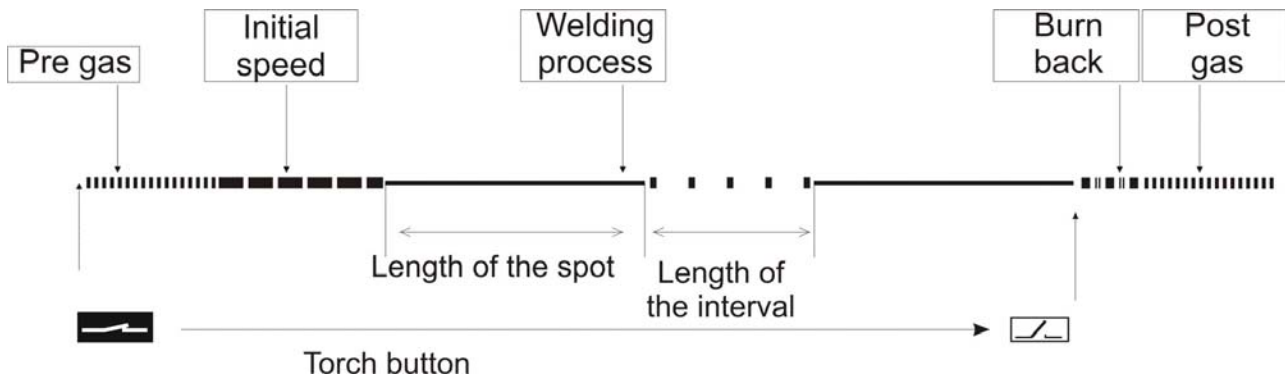 Pre gas
Initial
speed
Welding
process
Burn
back
Post
gas
Length of the spot
Length of
the interval
Torch button